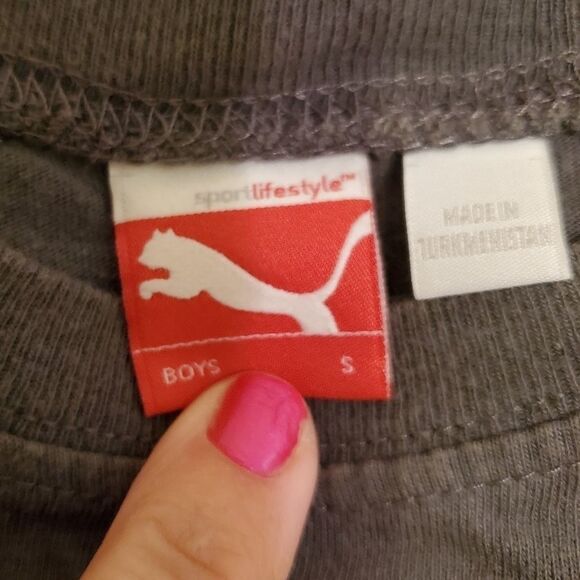 sportlifestyle™
BOYS S
MADE IN
TURKMENISTAN